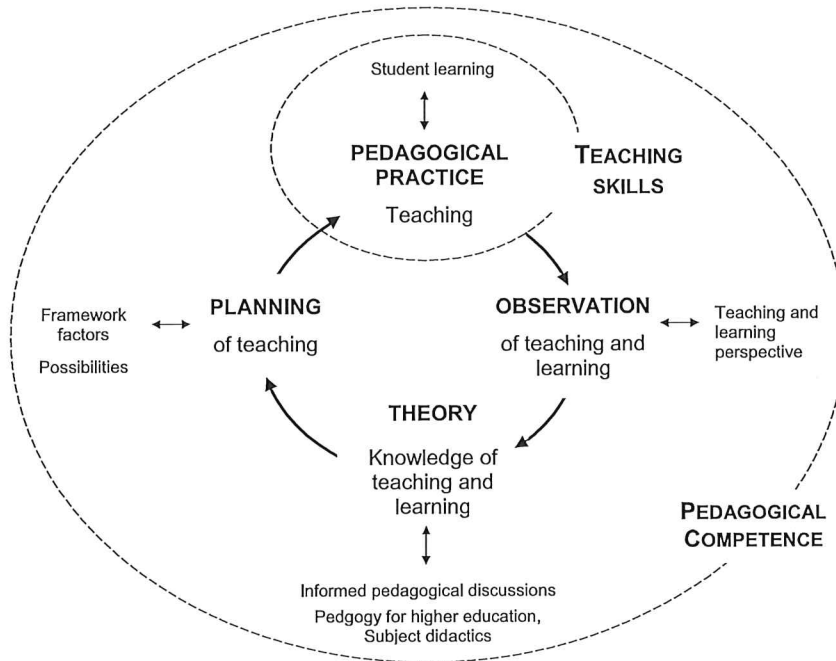 Student learning
PEDAGOGICAL
PRACTICE
Teaching
TEACHING
SKILLS
PLANNING
of teaching
Framework
factors
Possibilities
OBSERVATION
of teaching and
learning
Teaching and
learning
perspective
THEORY
Knowledge of
teaching and
learning
PEDAGOGICAL
COMPETENCE
Informed pedagogical discussions
Pedgogy for higher education,
Subject didactics